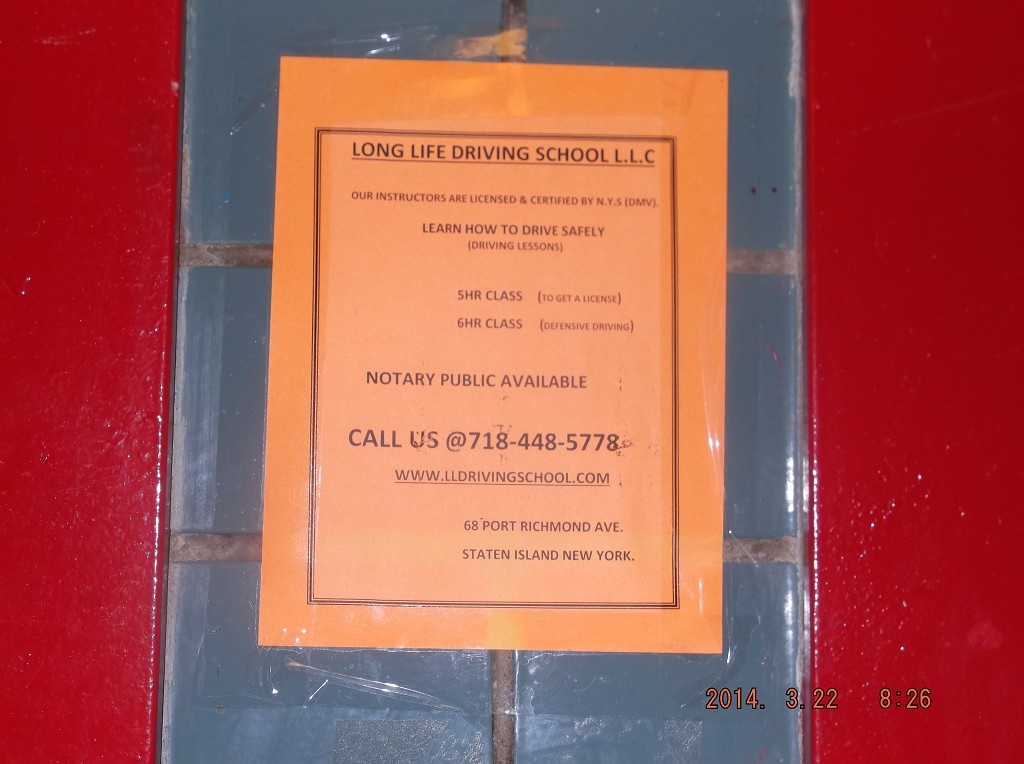 LONG LIFE DRIVING SCHOOL L.L.C
OUR INSTRUCTORS ARE LICENSED & CERTIFIED BY N.Y.S (DMV).
LEARN HOW TO DRIVE SAFELY
(DRIVING LESSONS)
5HR CLASS (TO GET A LICENSE)
6HR CLASS (DEFENSIVE DRIVING)
NOTARY PUBLIC AVAILABLE
CALL US @718-448-5778
WWW.LLDRIVINGSCHOOL.COM
68 PORT RICHMOND AVE.
STATEN ISLAND NEW YORK.
2014. 3.22 8:26